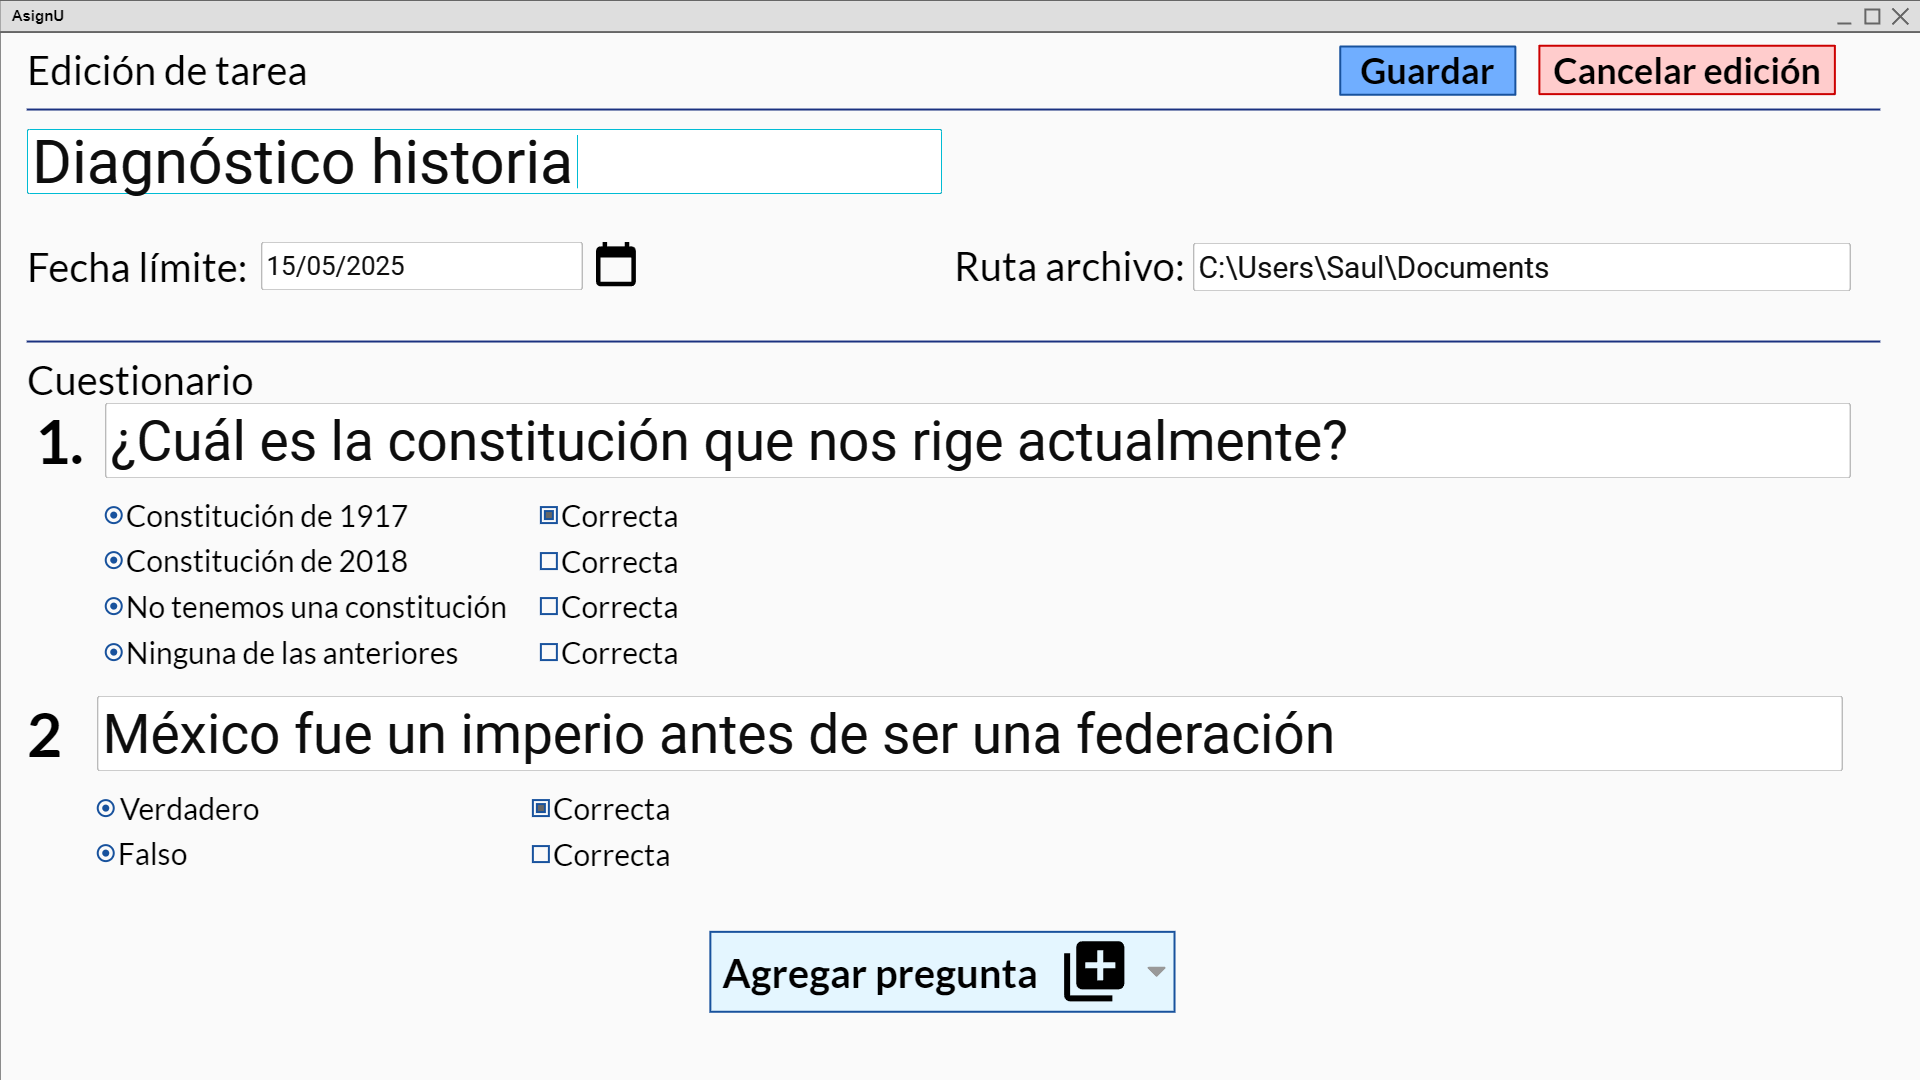 AsignU
Edición de tarea
Guardar
Cancelar edición
Diagnóstico historia
Fecha límite: 15/05/2025
Ruta archivo: C:\Users\Saul\Documents
Cuestionario
1. ¿Cuál es la constitución que nos rige actualmente?
Constitución de 1917 Correcta
Constitución de 2018 Correcta
No tenemos una constitución Correcta
Ninguna de las anteriores Correcta
2 México fue un imperio antes de ser una federación
Verdadero Correcta
Falso Correcta
Agregar pregunta